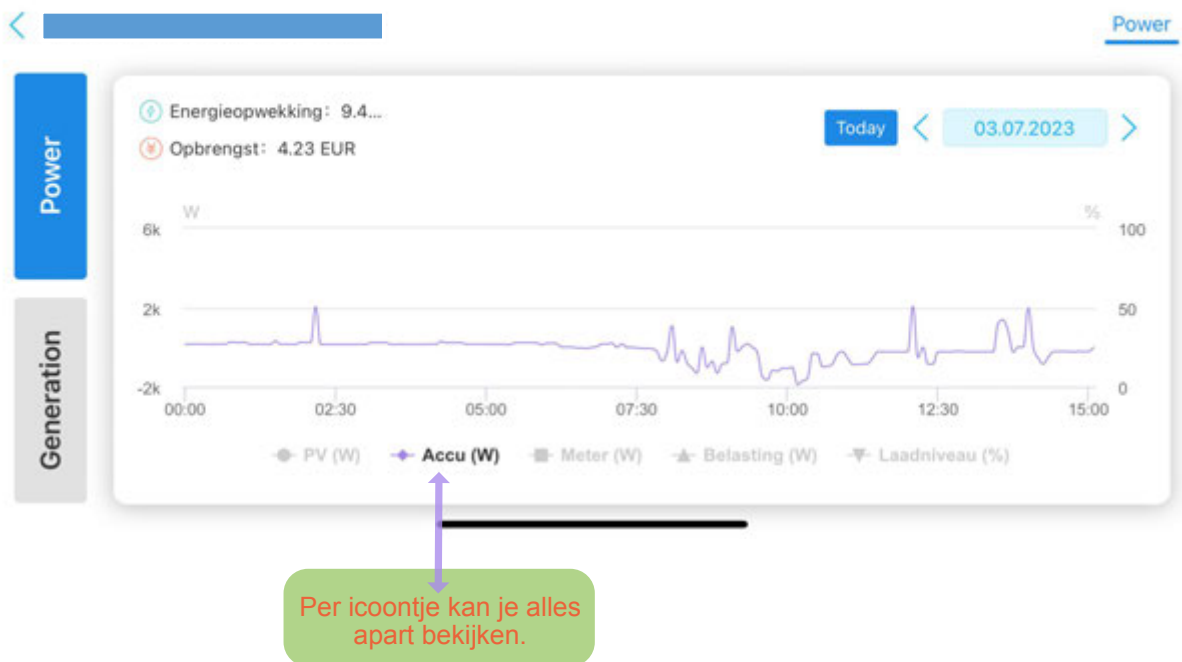 Power
Power
Generation
Energieopwekking: 9.4...
Opbrengst: 4.23 EUR
Today
03.07.2023
W
%
6k
100
2k
50
-2k
0
00:00 02:30 05:00 07:30 10:00 12:30 15:00
PV (W) Accu (W) Meter (W) Belasting (W) Laadniveau (%)
Per icoontje kan je alles
apart bekijken.